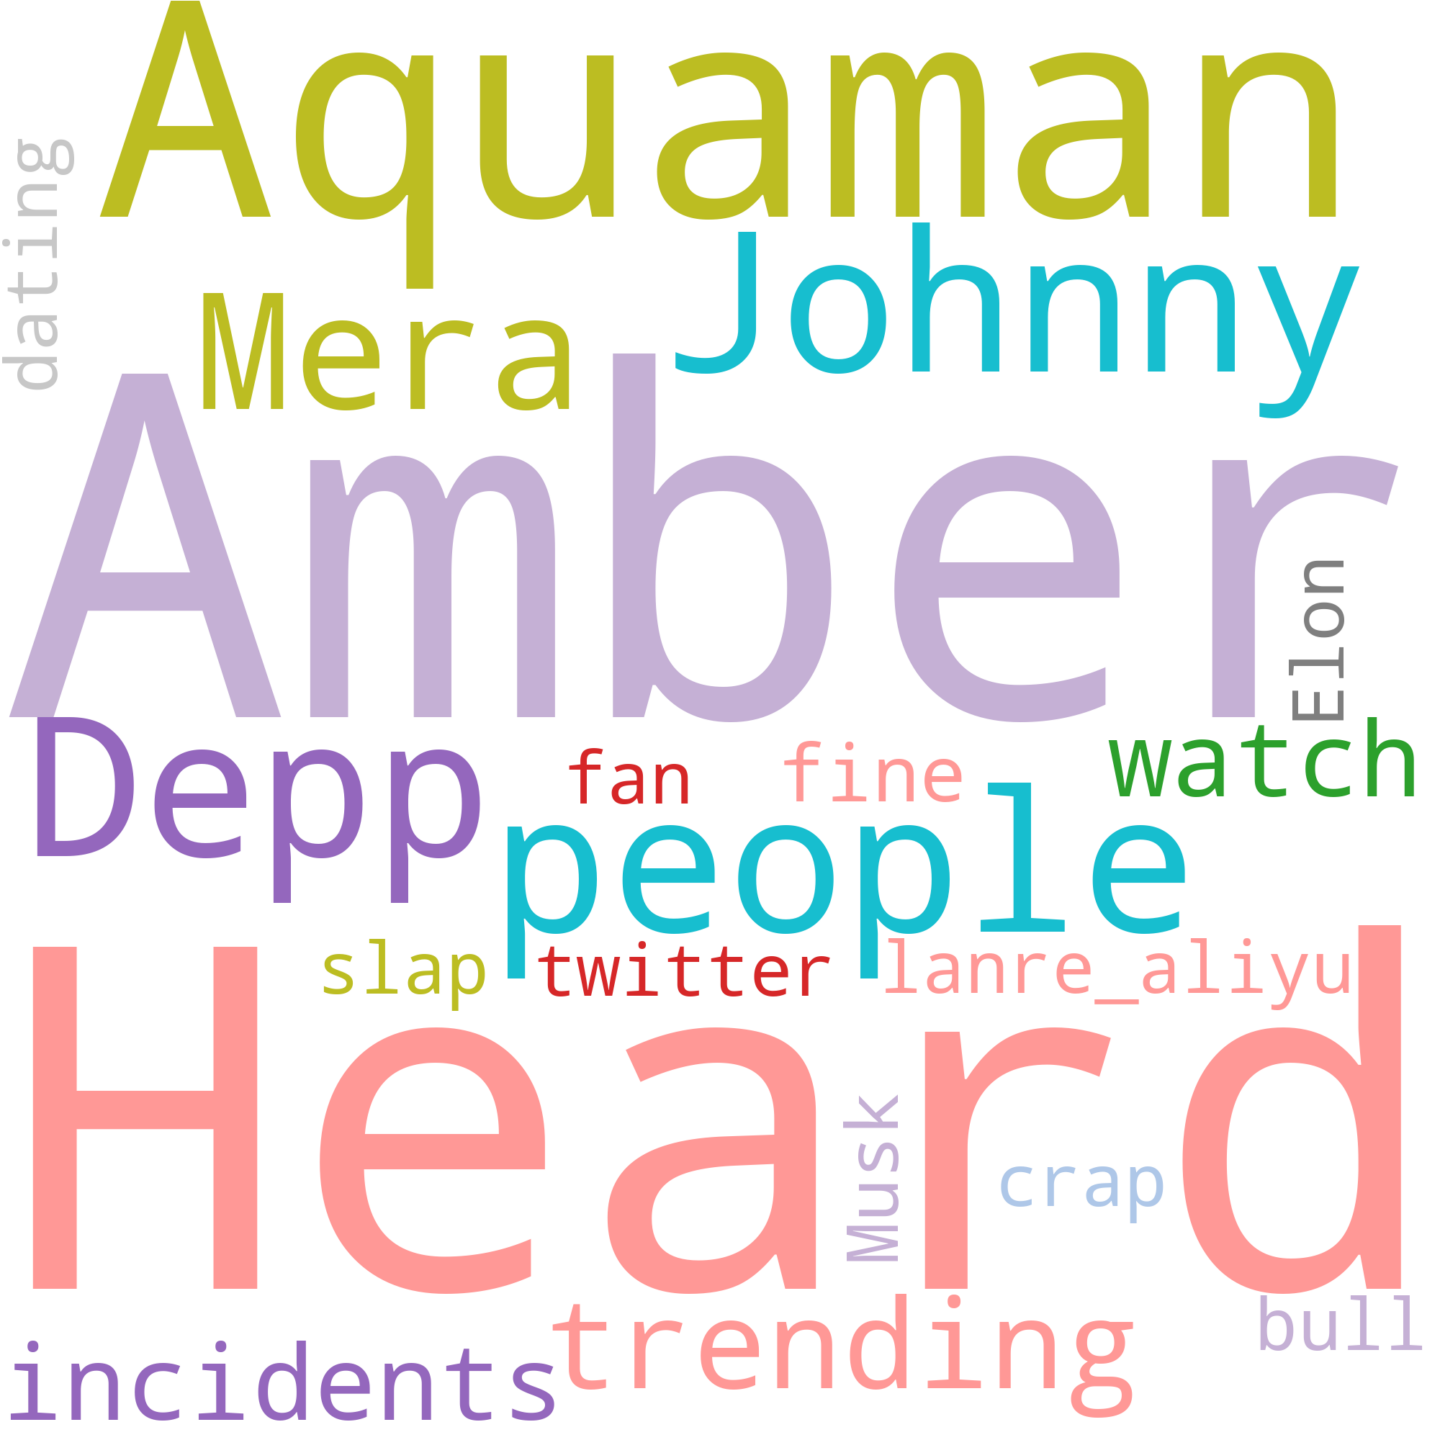 Aquaman
dating
Johnny
Mera
Amber
Elon
Depp
fan
fine
watch
people
slap
twitter
lanre_aliyu
Heard
Musk
crap
trending
bull
incidents